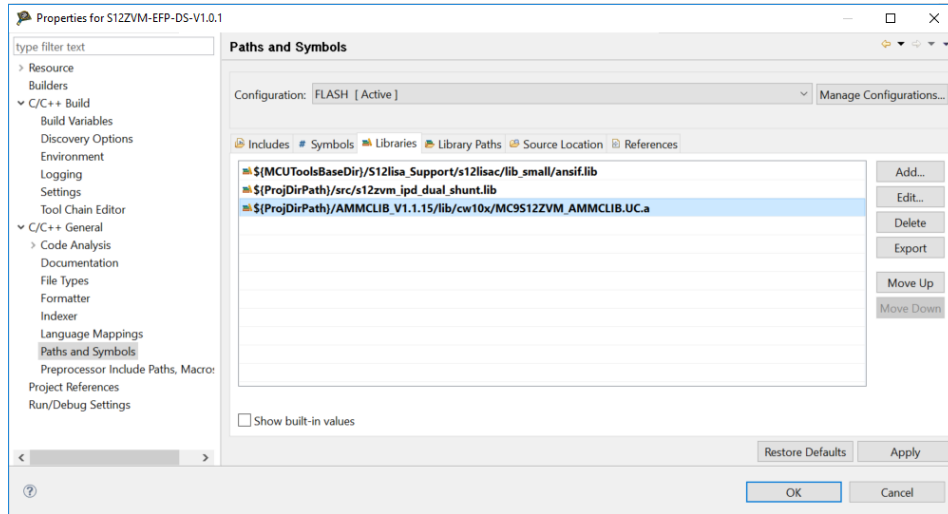 Properties for S12ZVM-EFP-DS-V1.0.1
type filter text
Resource
Builders
C/C++ Build
Build Variables
Discovery Options
Environment
Logging
Settings
Tool Chain Editor
C/C++ General
Code Analysis
Documentation
File Types
Formatter
Indexer
Language Mappings
Paths and Symbols
Preprocessor Include Paths, Macro:
Project References
Run/Debug Settings
Paths and Symbols
Configuration: FLASH [ Active ]
Manage Configurations...
Includes # Symbols Libraries Library Paths Source Location References
${MCUToolsBaseDir}/S12lisa_Support/s12lisac/lib_small/ansif.lib
${ProjDirPath}/src/s12zvm_ipd_dual_shunt.lib
${ProjDirPath}/AMMCLIB_V1.1.15/lib/cw10x/MC9S12ZVM_AMMCLIB.UC.a
Add...
Edit...
Delete
Export
Move Up
Move Down
Show built-in values
Restore Defaults Apply
? OK Cancel